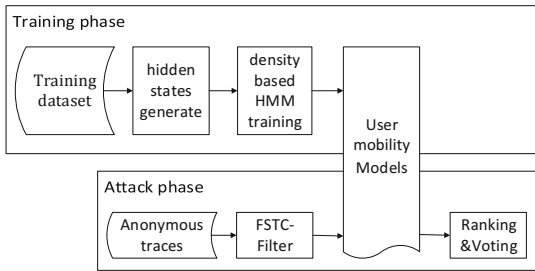 Training phase
Training
dataset
hidden
states
generate
density
based
HMM
training
User
mobility
Models
Attack phase
Anonymous
traces
FSTC-
Filter
Ranking
&Voting